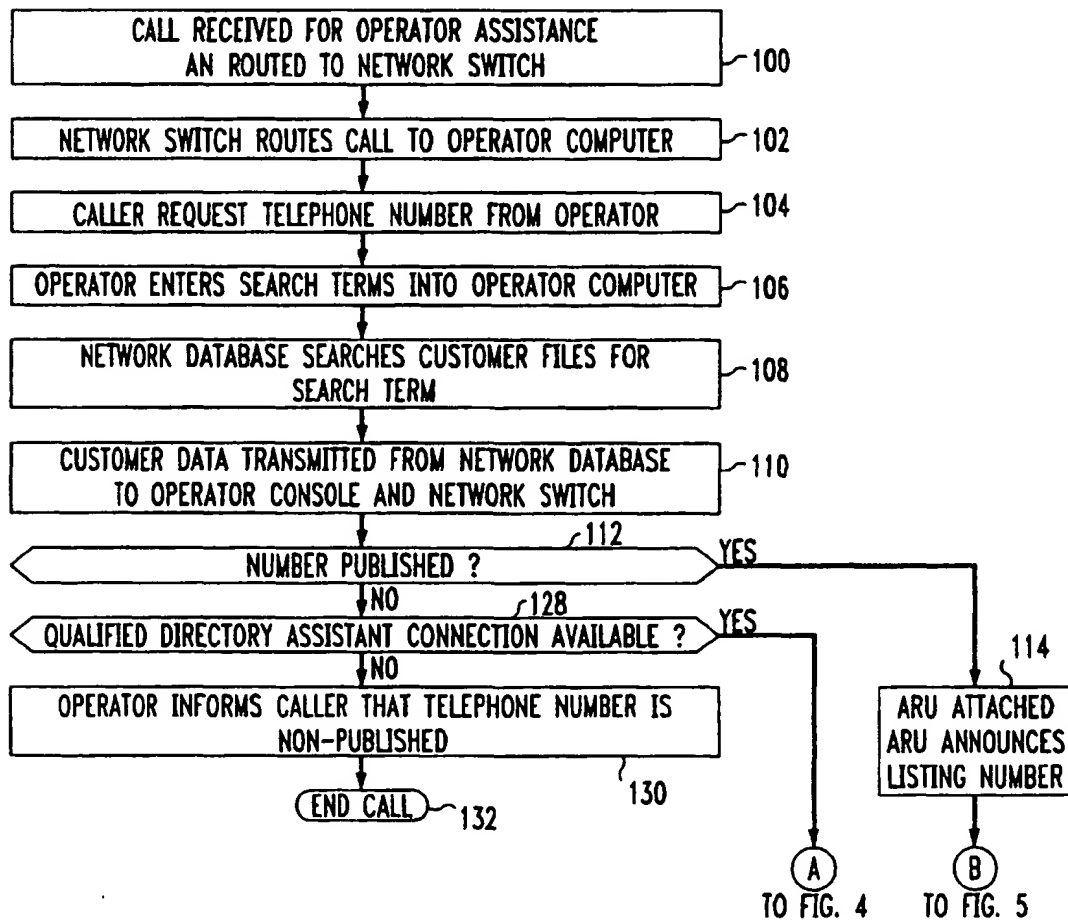 CALL RECEIVED FOR OPERATOR ASSISTANCE
AN ROUTED TO NETWORK SWITCH
100
NETWORK SWITCH ROUTES CALL TO OPERATOR COMPUTER
102
CALLER REQUEST TELEPHONE NUMBER FROM OPERATOR
104
OPERATOR ENTERS SEARCH TERMS INTO OPERATOR COMPUTER
106
NETWORK DATABASE SEARCHES CUSTOMER FILES FOR
SEARCH TERM
108
CUSTOMER DATA TRANSMITTED FROM NETWORK DATABASE
TO OPERATOR CONSOLE AND NETWORK SWITCH
110
112
NUMBER PUBLISHED ?
YES
NO
128
QUALIFIED DIRECTORY ASSISTANT CONNECTION AVAILABLE ?
YES
NO
OPERATOR INFORMS CALLER THAT TELEPHONE NUMBER IS
NON-PUBLISHED
130
END CALL
132
114
ARU ATTACHED
ARU ANNOUNCES
LISTING NUMBER
A
TO FIG. 4
B
TO FIG. 5